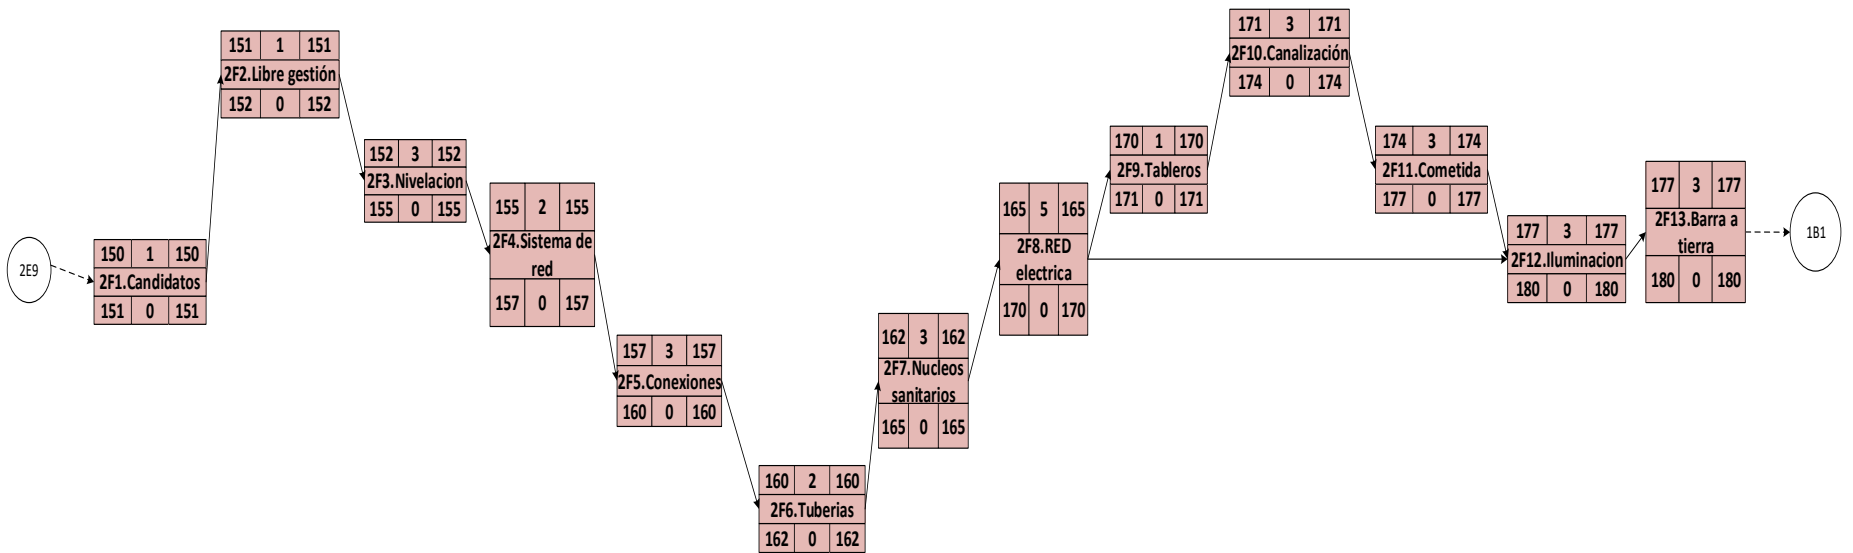 2E9
150 1 150
2F1.Candidatos
151 0 151
151 1 151
2F2.Libre gestión
152 0 152
152 3 152
2F3.Nivelacion
155 0 155
155 2 155
2F4.Sistema de
red
157 0 157
157 3 157
2F5.Conexiones
160 0 160
160 2 160
2F6.Tuberias
162 0 162
162 3 162
2F7.Nucleos
sanitarios
165 0 165
165 5 165
2F8.RED
electrica
170 0 170
170 1 170
2F9.Tableros
171 0 171
171 3 171
2F10.Canalización
174 0 174
174 3 174
2F11.Cometida
177 0 177
177 3 177
2F12.Iluminacion
180 0 180
177 3 177
2F13.Barra a
tierra
180 0 180
1B1